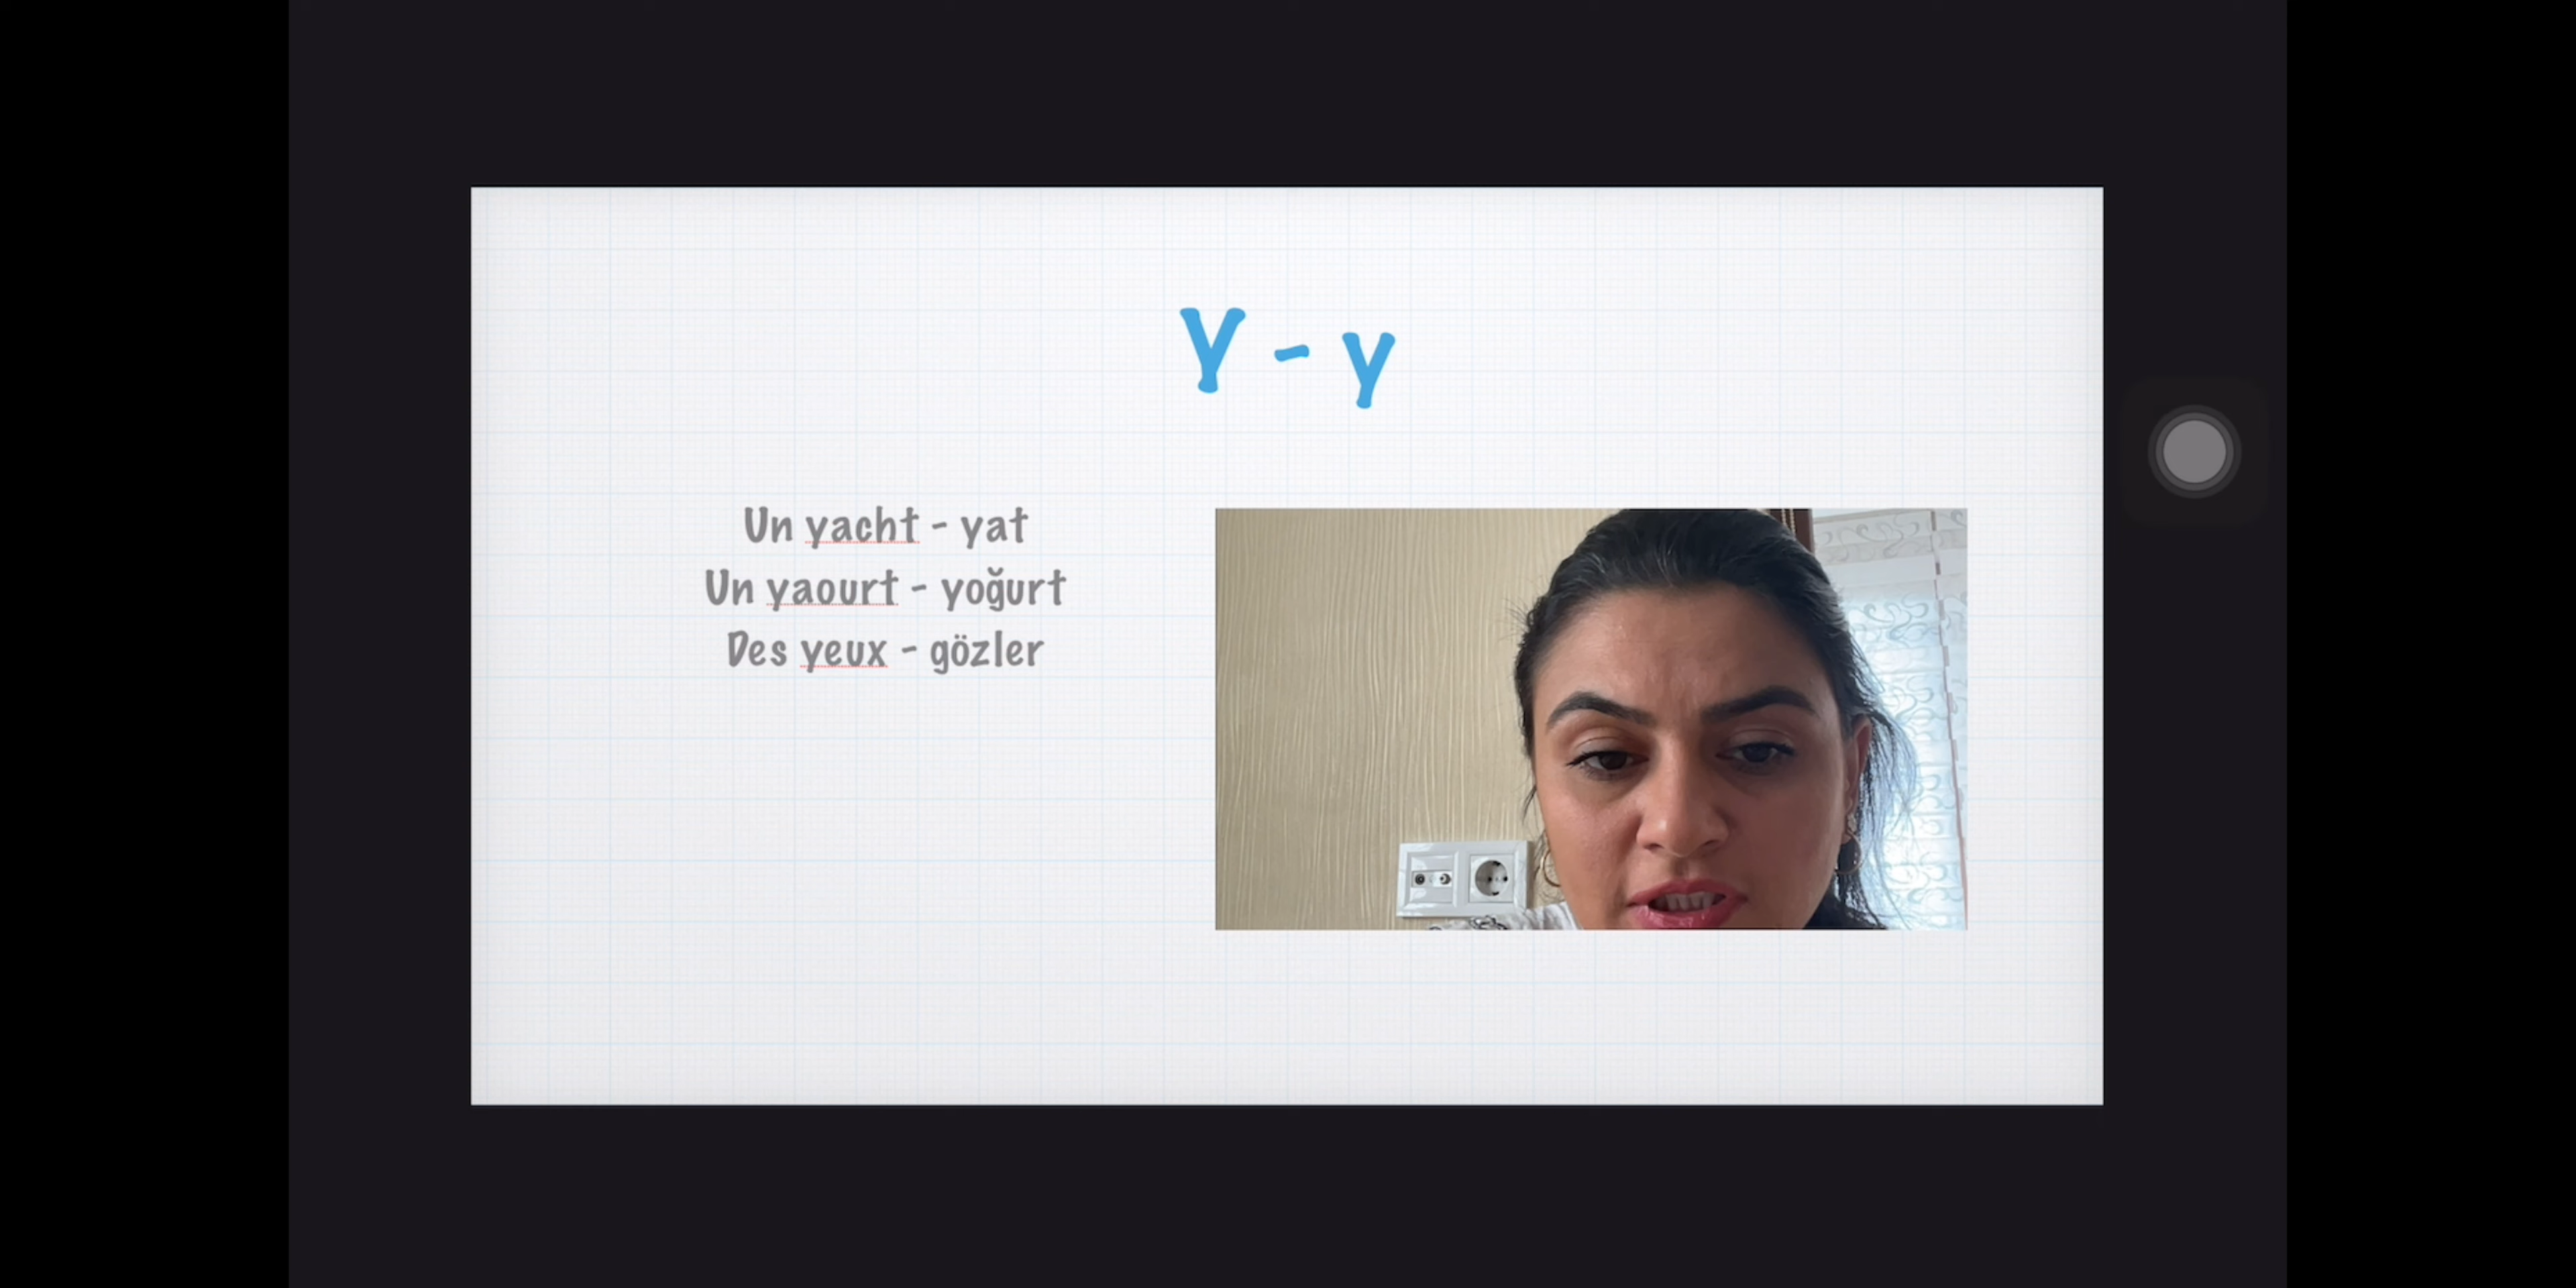 Y - y
Un yacht - yat
Un yaourt - yoğurt
Des yeux - gözler